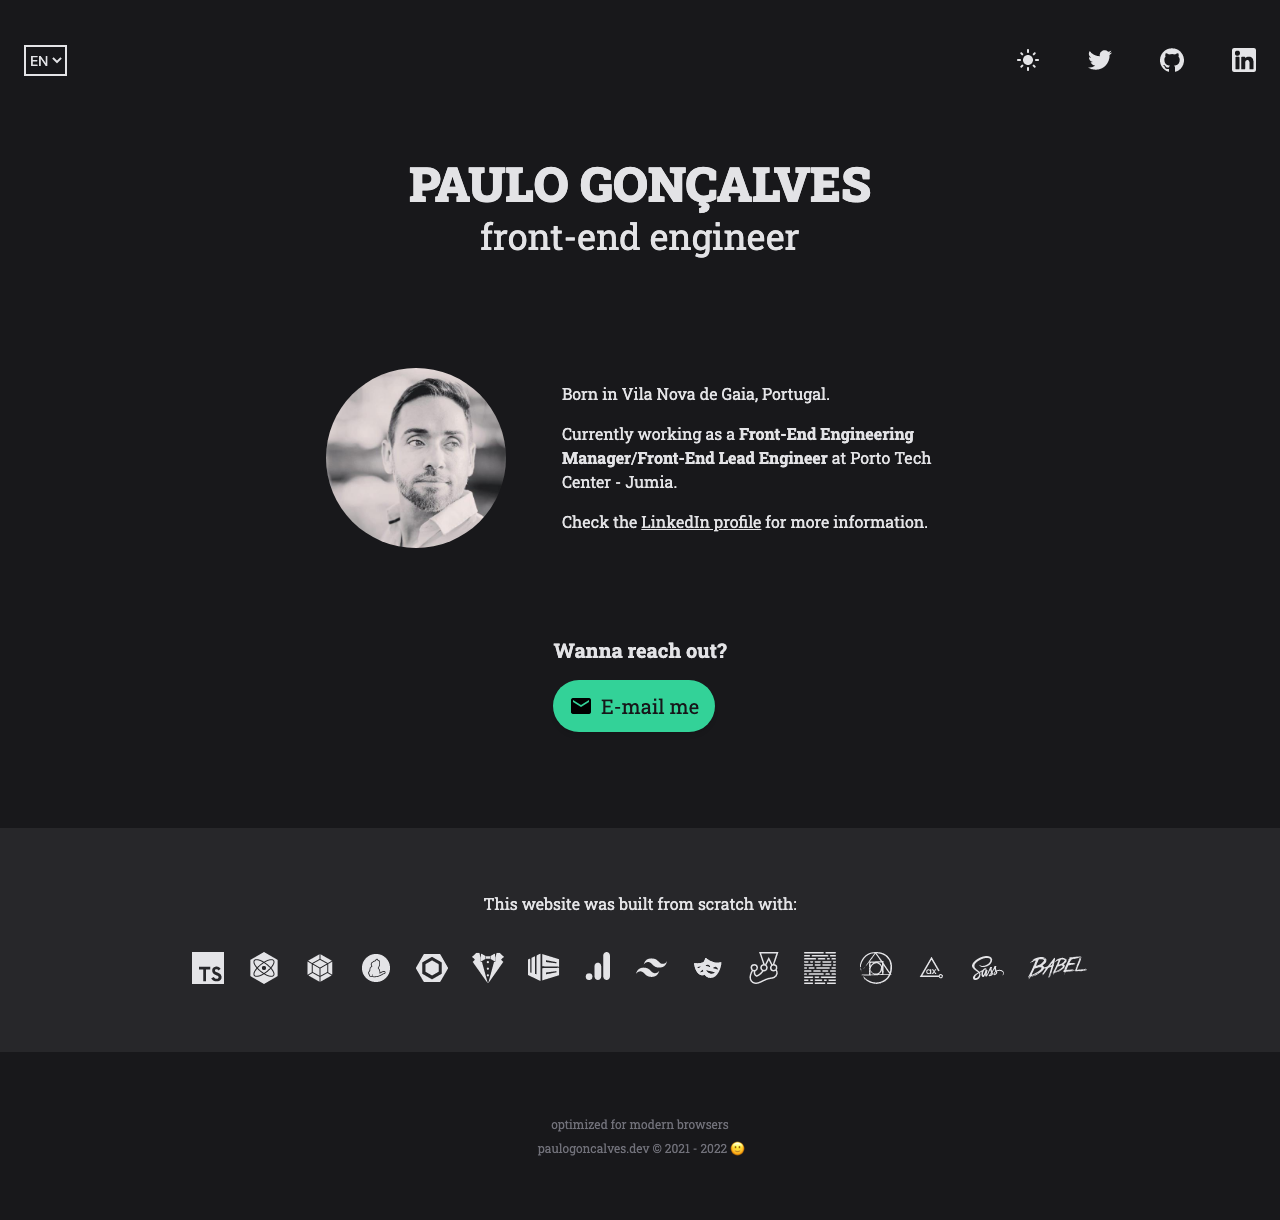 EN
PAULO GONÇALVES
front-end engineer
Born in Vila Nova de Gaia, Portugal.
Currently working as a Front-End Engineering
Manager/Front-End Lead Engineer at Porto Tech
Center - Jumia.
Check the LinkedIn profile for more information.
Wanna reach out?
E-mail me
This website was built from scratch with:
TS ax Sass BABEL
optimized for modern browsers
paulogoncalves.dev © 2021 - 2022 🙂